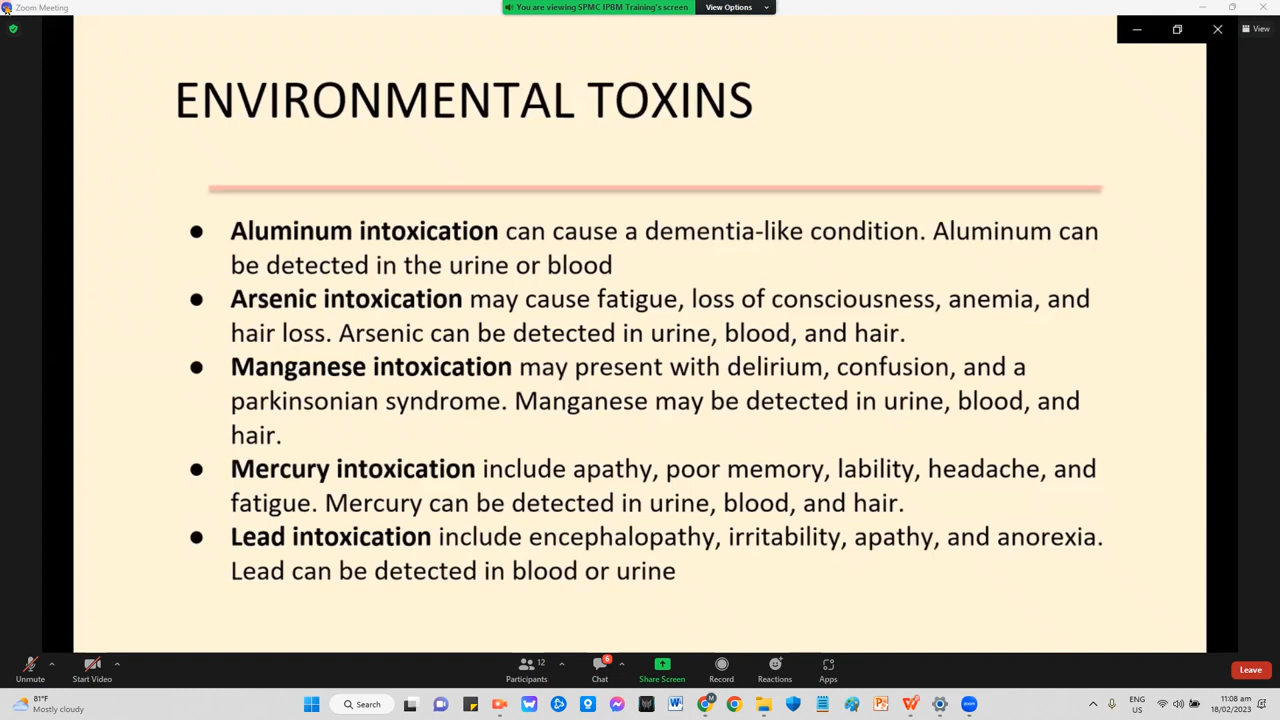 Zoom Meeting
You are viewing SPMC IPBM Training's screen
View Options
View
ENVIRONMENTAL TOXINS
● Aluminum intoxication can cause a dementia-like condition. Aluminum can
be detected in the urine or blood
● Arsenic intoxication may cause fatigue, loss of consciousness, anemia, and
hair loss. Arsenic can be detected in urine, blood, and hair.
● Manganese intoxication may present with delirium, confusion, and a
parkinsonian syndrome. Manganese may be detected in urine, blood, and
hair.
● Mercury intoxication include apathy, poor memory, lability, headache, and
fatigue. Mercury can be detected in urine, blood, and hair.
● Lead intoxication include encephalopathy, irritability, apathy, and anorexia.
Lead can be detected in blood or urine
Unmute
Start Video
12
Participants
6
Chat
Share Screen
Record
Reactions
Apps
Leave
81°F
Mostly cloudy
Search
ENG
US
11:08 am
18/02/2023